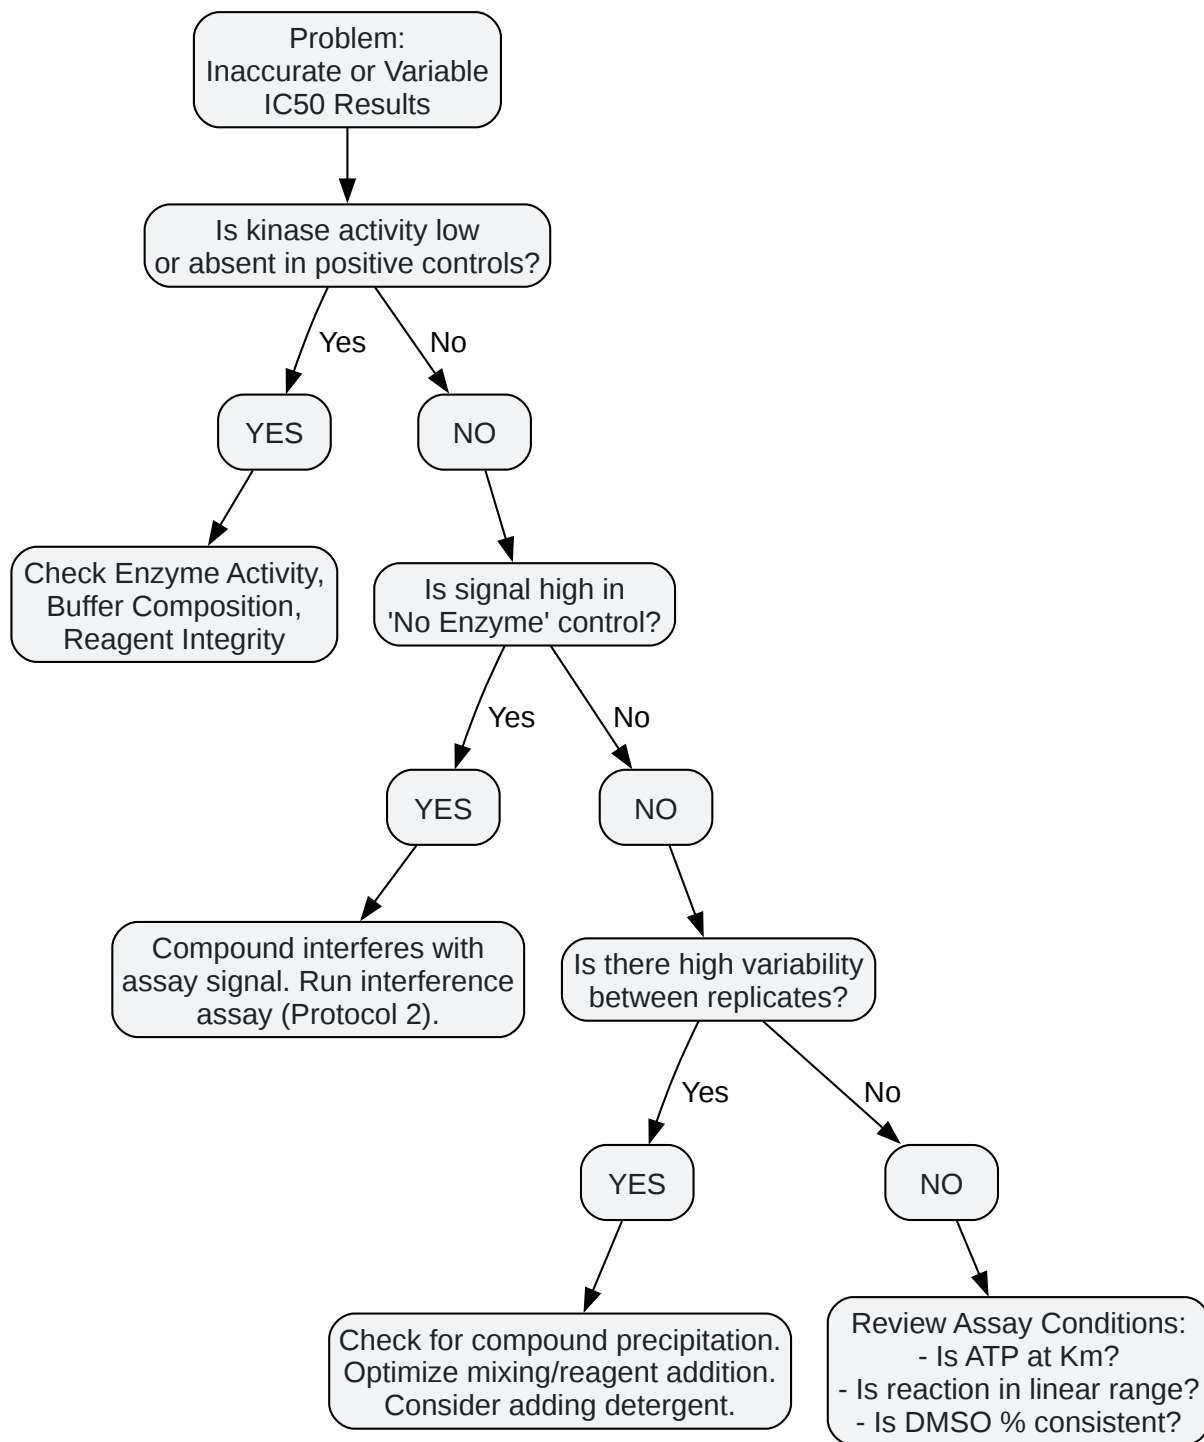 Problem:
Inaccurate or Variable
IC50 Results
Is kinase activity low
or absent in positive controls?
Yes
No
YES
NO
Check Enzyme Activity,
Buffer Composition,
Reagent Integrity
Is signal high in
'No Enzyme' control?
Yes
No
YES
NO
Compound interferes with
assay signal. Run interference
assay (Protocol 2).
Is there high variability
between replicates?
Yes
No
YES
NO
Check for compound precipitation.
Optimize mixing/reagent addition.
Consider adding detergent.
Review Assay Conditions:
- Is ATP at Km?
- Is reaction in linear range?
- Is DMSO % consistent?